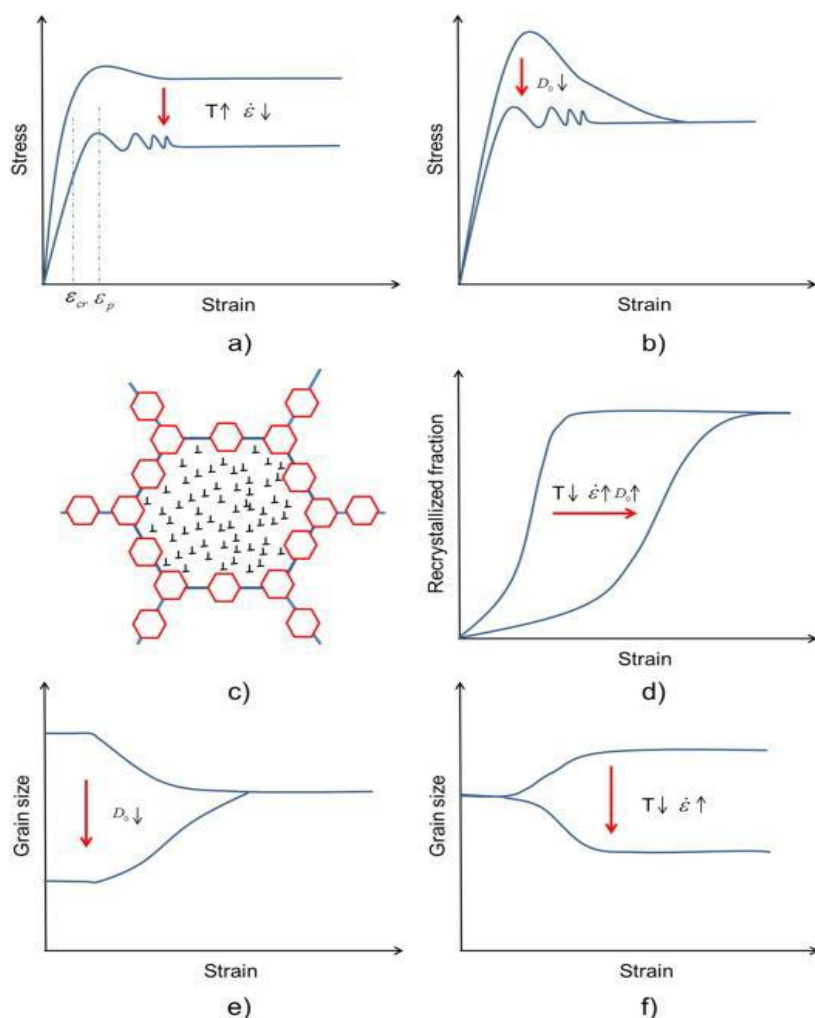 Stress
T↑ ε̇ ↓
ε_cr ε_p
Strain
a)
Stress
D₀ ↓
Strain
b)
c)
Recrystallized fraction
T↓ ε̇↑ D₀↑
Strain
d)
Grain size
D₀ ↓
Strain
e)
Grain size
T↓ ε̇ ↑
Strain
f)